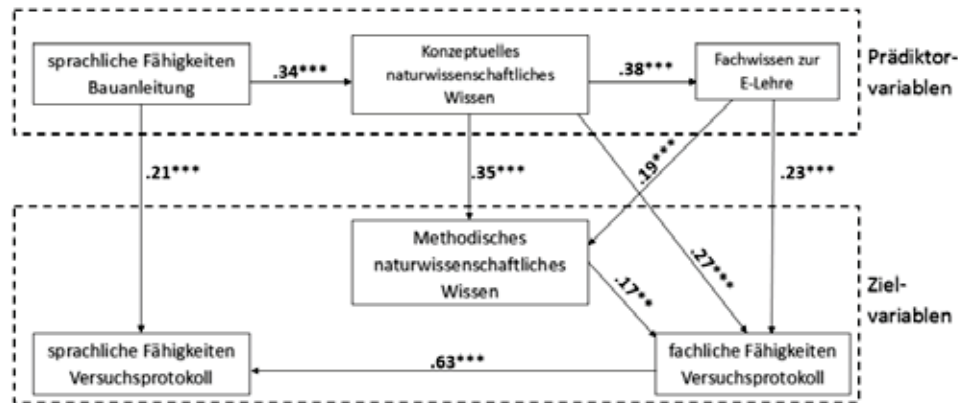 sprachliche Fähigkeiten
Bauanleitung
.34***
Konzeptuelles
naturwissenschaftliches
Wissen
.38***
Fachwissen zur
E-Lehre
Prädiktor-
variablen
.21***
.35***
.19***
.23***
Methodisches
naturwissenschaftliches
Wissen
.17**
.27***
Ziel-
variablen
sprachliche Fähigkeiten
Versuchsprotokoll
.63***
fachliche Fähigkeiten
Versuchsprotokoll